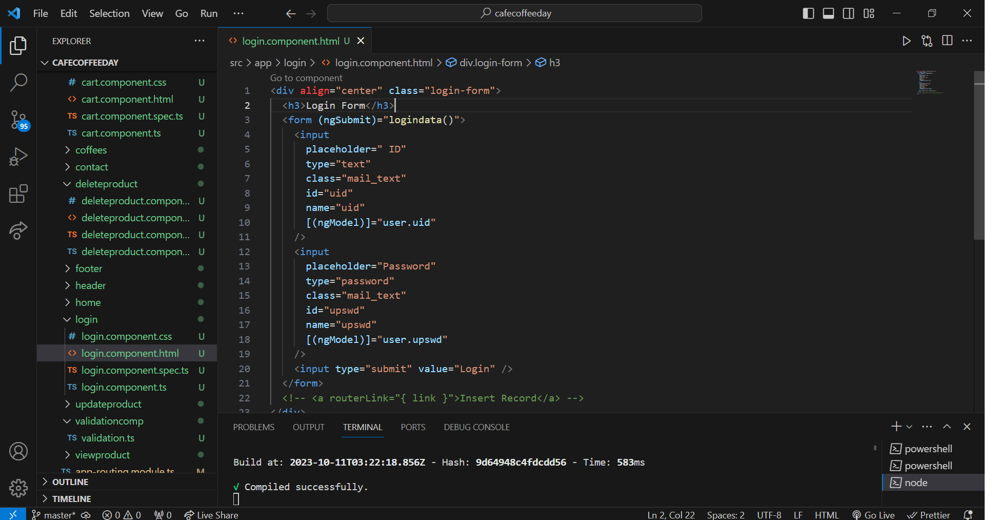 File Edit Selection View Go Run ··· cafecoffeeday
EXPLORER ···
CAFECOFFEEDAY
# cart.component.css U
<> cart.component.html U
TS cart.component.spec.ts U
TS cart.component.ts U
coffees
contact
deleteproduct
# deleteproduct.compon... U
<> deleteproduct.compon... U
TS deleteproduct.compon... U
TS deleteproduct.compon... U
footer
header
home
login
# login.component.css U
<> login.component.html U
TS login.component.spec.ts U
TS login.component.ts U
updateproduct
validationcomp
TS validation.ts U
viewproduct
TS app-routing.module.ts M
OUTLINE
TIMELINE
95
<> login.component.html U
src > app > login > <> login.component.html > div.login-form > h3
Go to component
1 <div align="center" class="login-form">
2 <h3>Login Form</h3>
3 <form (ngSubmit)="logindata()">
4 <input
5 placeholder=" ID"
6 type="text"
7 class="mail_text"
8 id="uid"
9 name="uid"
10 [(ngModel)]="user.uid"
11 />
12 <input
13 placeholder="Password"
14 type="password"
15 class="mail_text"
16 id="upswd"
17 name="upswd"
18 [(ngModel)]="user.upswd"
19 />
20 <input type="submit" value="Login" />
21 </form>
22 <!-- <a routerLink="{ link }">Insert Record</a> -->
23 </div>
PROBLEMS OUTPUT TERMINAL PORTS DEBUG CONSOLE
Build at: 2023-10-11T03:22:18.856Z - Hash: 9d64948c4fdcdd56 - Time: 583ms
√ Compiled successfully.
powershell
powershell
node
master* 0 0 0 Live Share Ln 2, Col 22 Spaces: 2 UTF-8 LF HTML Go Live Prettier